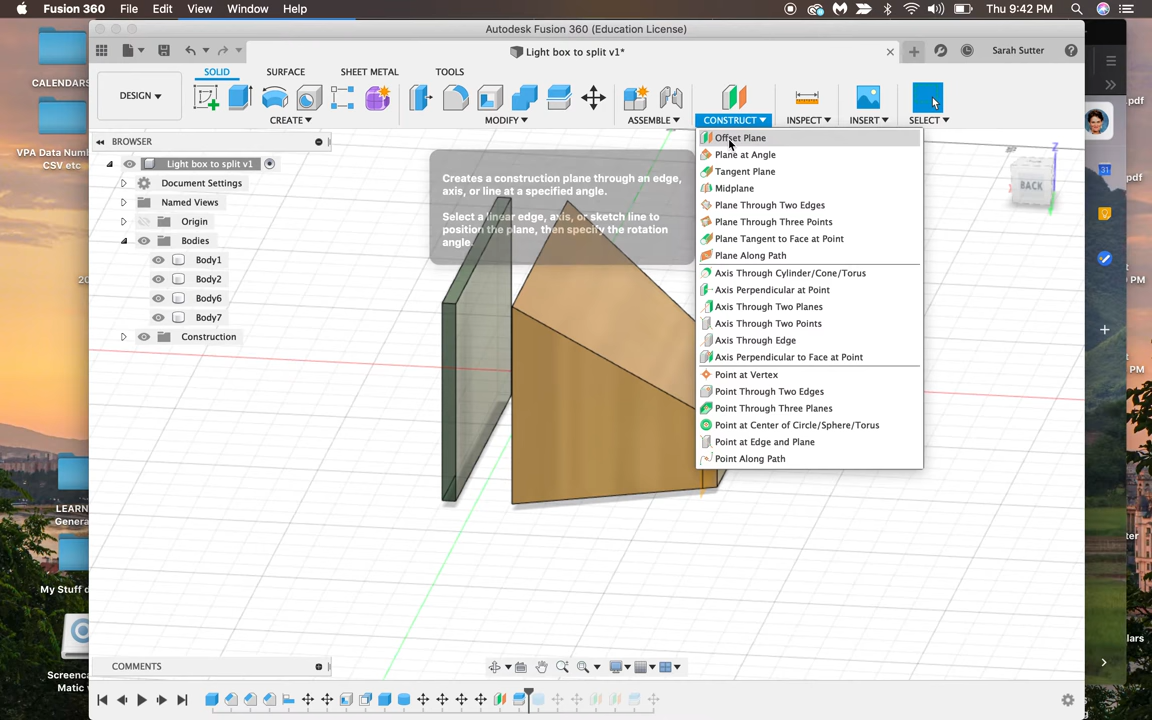 Fusion 360 File Edit View Window Help Thu 9:42 PM
Autodesk Fusion 360 (Education License)
Light box to split v1*
Sarah Sutter
SOLID SURFACE SHEET METAL TOOLS
DESIGN
CREATE MODIFY ASSEMBLE CONSTRUCT INSPECT INSERT SELECT
BROWSER
Light box to split v1
Document Settings
Named Views
Origin
Bodies
Body1
Body2
Body6
Body7
Construction
Creates a construction plane through an edge,
axis, or line at a specified angle.
Select a linear edge, axis, or sketch line to
position the plane, then specify the rotation
angle.
Offset Plane
Plane at Angle
Tangent Plane
Midplane
Plane Through Two Edges
Plane Through Three Points
Plane Tangent to Face at Point
Plane Along Path
Axis Through Cylinder/Cone/Torus
Axis Perpendicular at Point
Axis Through Two Planes
Axis Through Two Points
Axis Through Edge
Axis Perpendicular to Face at Point
Point at Vertex
Point Through Two Edges
Point Through Three Planes
Point at Center of Circle/Sphere/Torus
Point at Edge and Plane
Point Along Path
Z
BACK
COMMENTS
CALENDARS
VPA Data Num
CSV etc
20
LEARN
Genera
My Stuff d
Screenca
Matic v
.pdf
PM
pdf
PM
ter
lars
PM